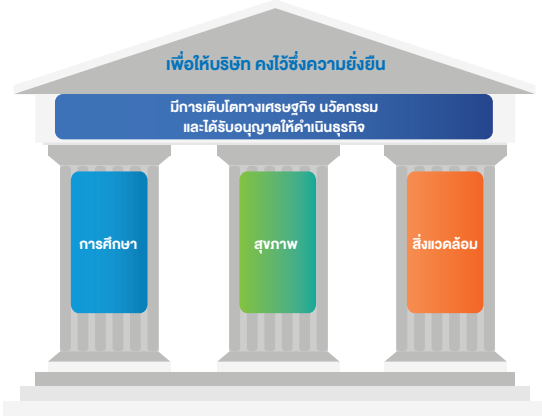 เพื่อให้บริษัท คงไว้ซึ่งความยั่งยืน
มีการเติบโตทางเศรษฐกิจ นวัตกรรม
และได้รับอนุญาตให้ดำเนินธุรกิจ
การศึกษา
สุขภาพ
สิ่งแวดล้อม